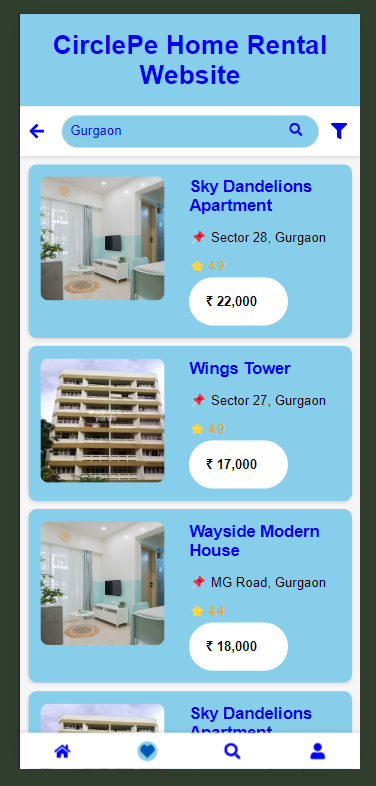 CirclePe Home Rental
Website
Gurgaon
Sky Dandelions
Apartment
Sector 28, Gurgaon
4.9
₹ 22,000
Wings Tower
Sector 27, Gurgaon
4.9
₹ 17,000
Wayside Modern
House
MG Road, Gurgaon
4.4
₹ 18,000
Sky Dandelions
Apartment